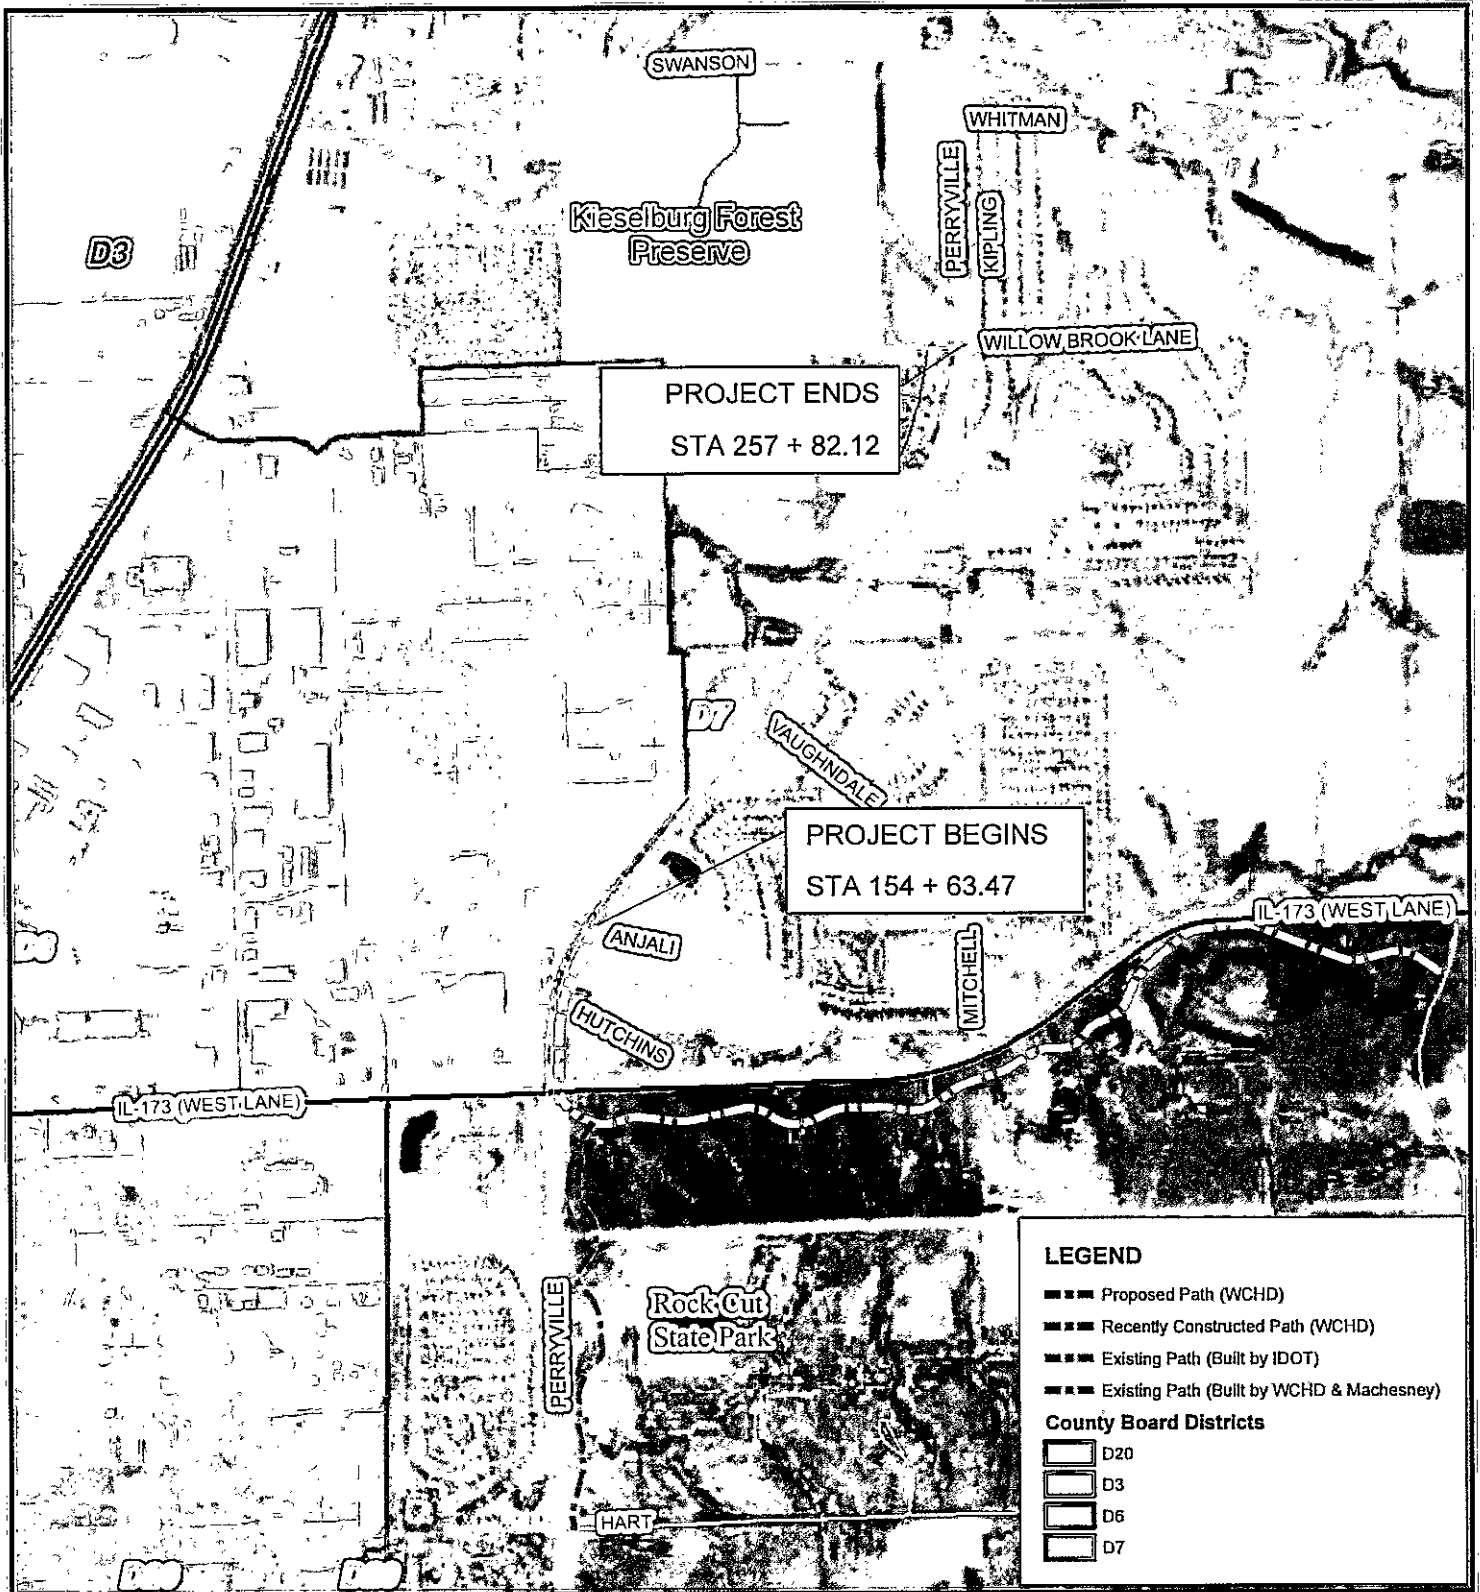 SWANSON
WHITMAN
PERRYVILLE
KIPLING
Kieselburg Forest
Preserve
D3
WILLOW BROOK LANE
PROJECT ENDS
STA 257 + 82.12
D7
VAUGHNDALE
PROJECT BEGINS
STA 154 + 63.47
IL-173 (WEST LANE)
ANJALI
MITCHELL
HUTCHINS
IL-173 (WEST LANE)
PERRYVILLE
Rock Cut
State Park
HART
LEGEND
Proposed Path (WCHD)
Recently Constructed Path (WCHD)
Existing Path (Built by IDOT)
Existing Path (Built by WCHD & Machesney)
County Board Districts
D20
D3
D6
D7